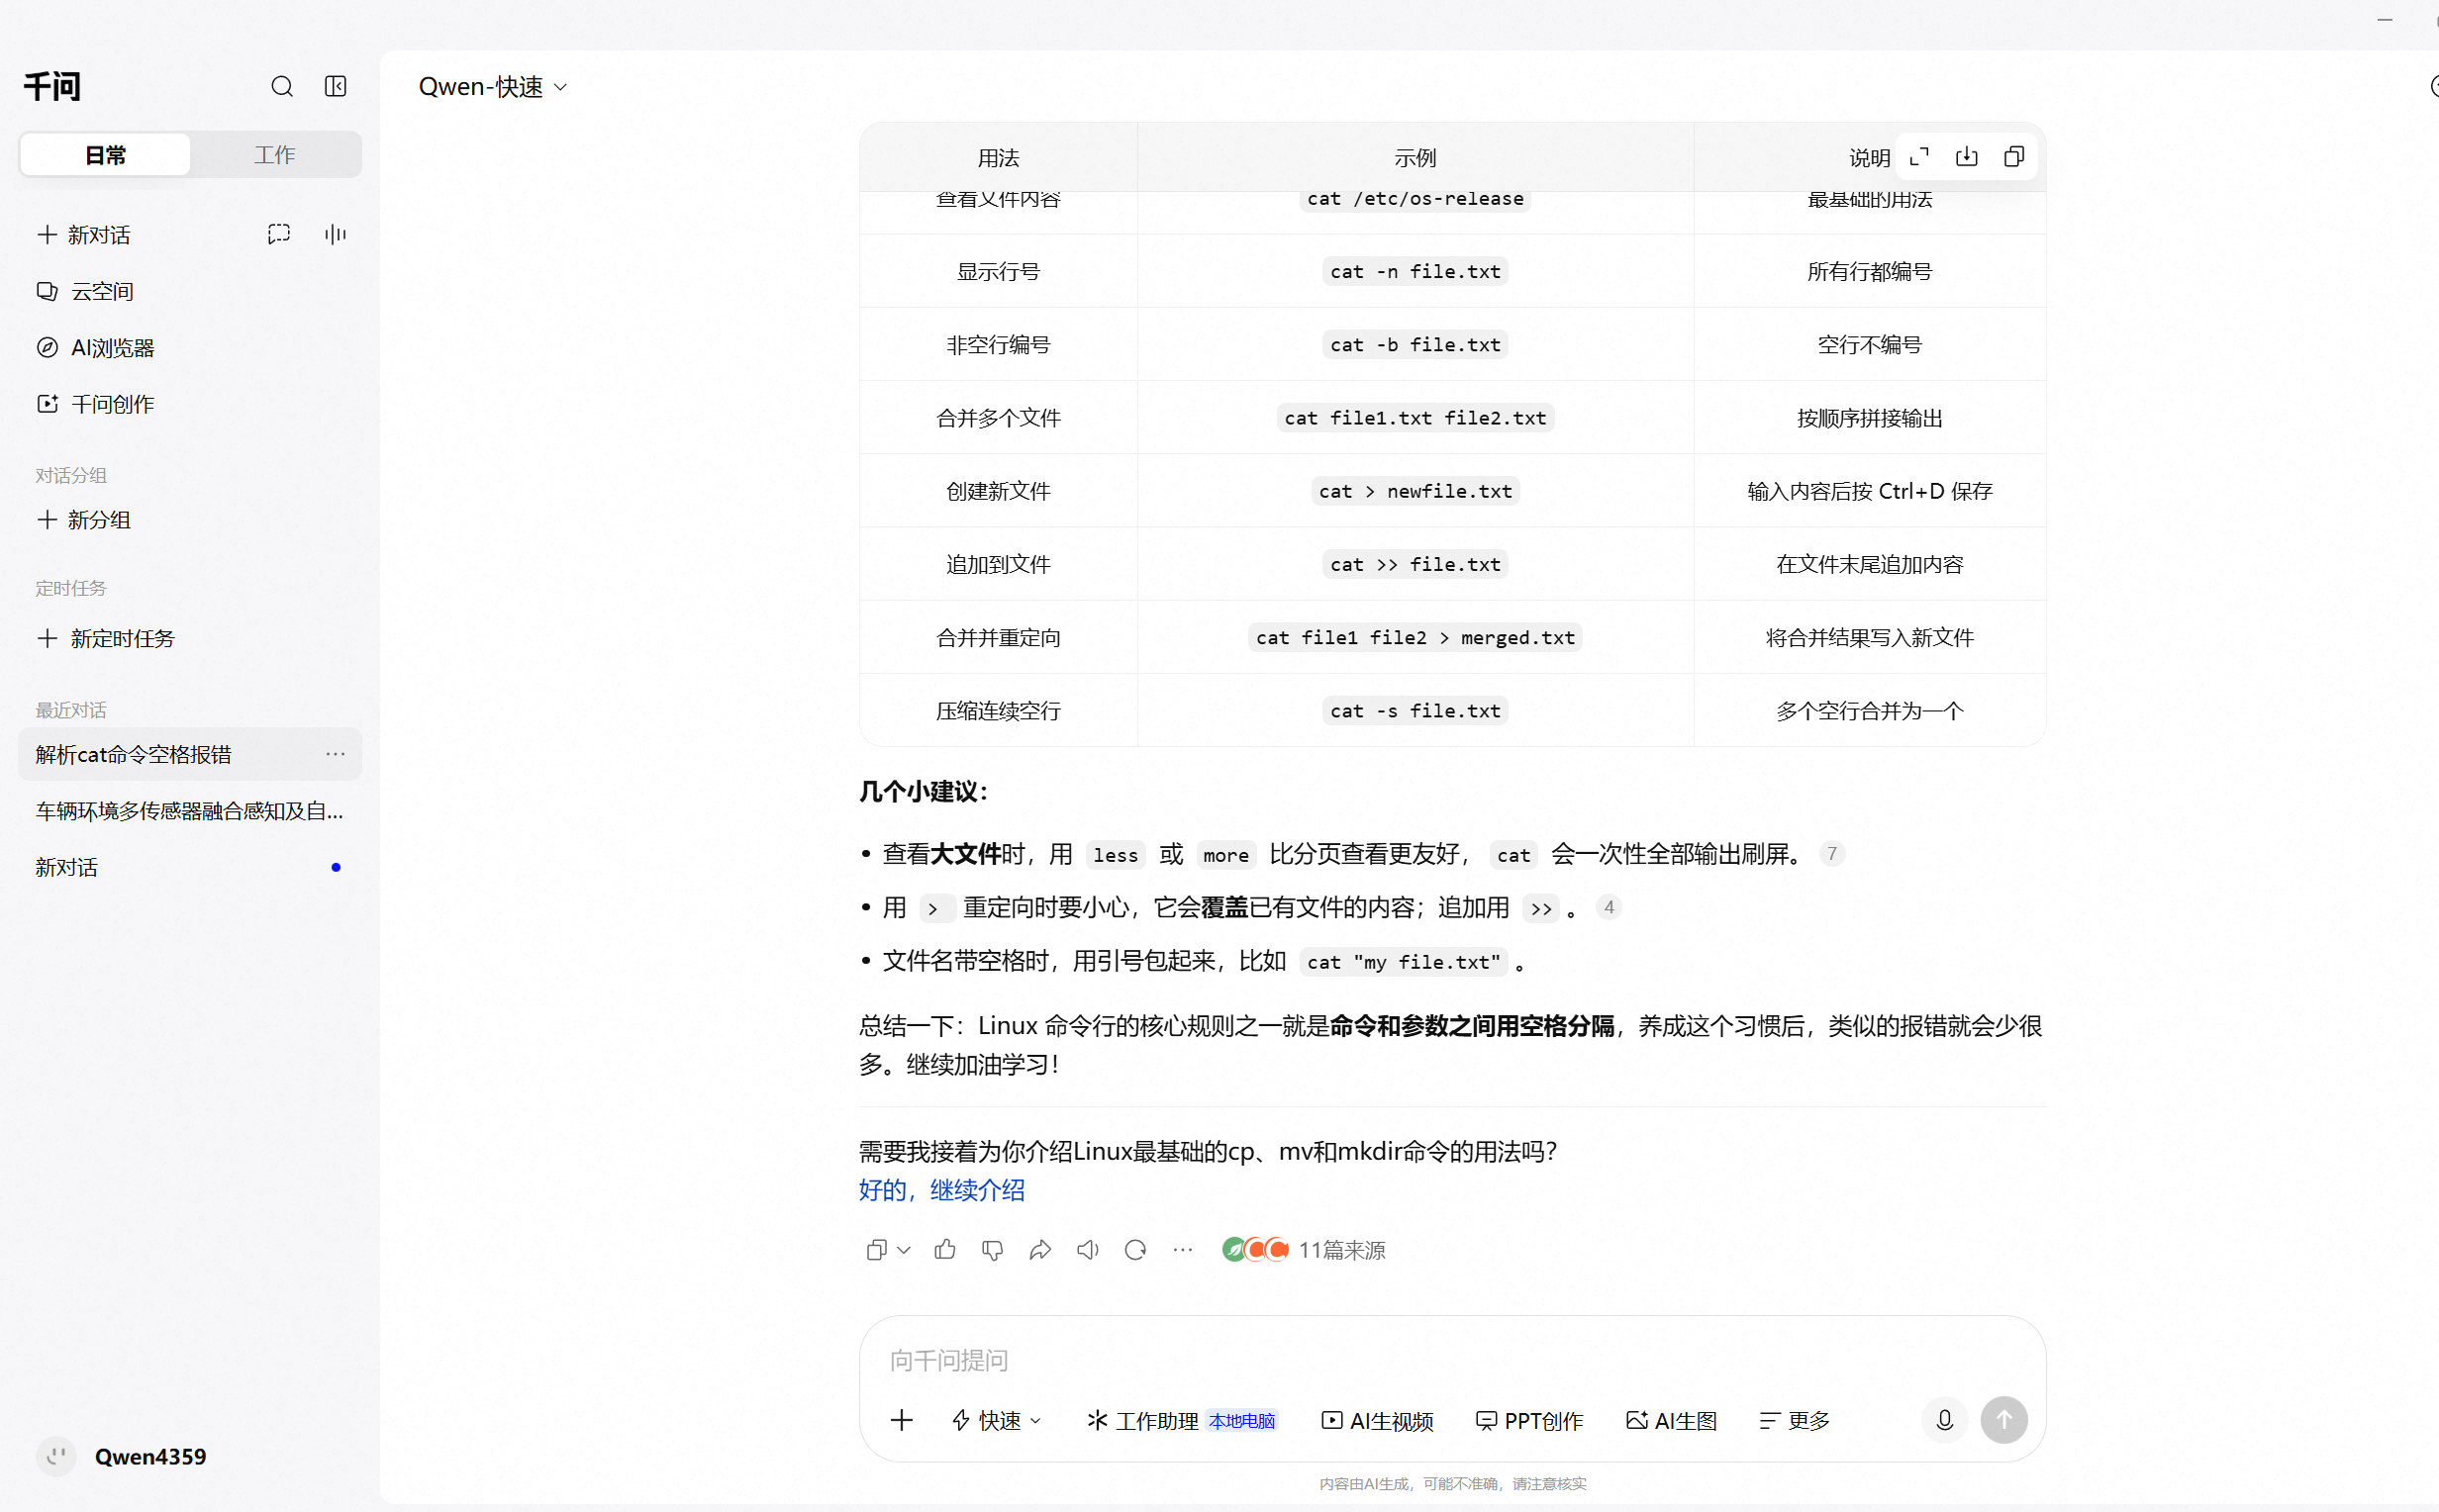 千问
日常
工作
新对话
云空间
AI浏览器
千问创作
对话分组
新分组
定时任务
新定时任务
最近对话
解析cat命令空格报错
车辆环境多传感器融合感知及自...
新对话
Qwen4359
Qwen-快速
用法 示例 说明
查看文件内容 cat /etc/os-release 最基础的用法
显示行号 cat -n file.txt 所有行都编号
非空行编号 cat -b file.txt 空行不编号
合并多个文件 cat file1.txt file2.txt 按顺序拼接输出
创建新文件 cat > newfile.txt 输入内容后按 Ctrl+D 保存
追加到文件 cat >> file.txt 在文件末尾追加内容
合并并重定向 cat file1 file2 > merged.txt 将合并结果写入新文件
压缩连续空行 cat -s file.txt 多个空行合并为一个
几个小建议：
• 查看大文件时，用 less 或 more 比分页查看更友好， cat 会一次性全部输出刷屏。 7
• 用 > 重定向时要小心，它会覆盖已有文件的内容；追加用 >> 。 4
• 文件名带空格时，用引号包起来，比如 cat "my file.txt" 。
总结一下：Linux 命令行的核心规则之一就是命令和参数之间用空格分隔，养成这个习惯后，类似的报错就会少很
多。继续加油学习！
需要我接着为你介绍Linux最基础的cp、mv和mkdir命令的用法吗？
好的，继续介绍
11篇来源
向千问提问
快速 工作助理 本地电脑 AI生视频 PPT创作 AI生图 更多
内容由AI生成，可能不准确，请注意核实